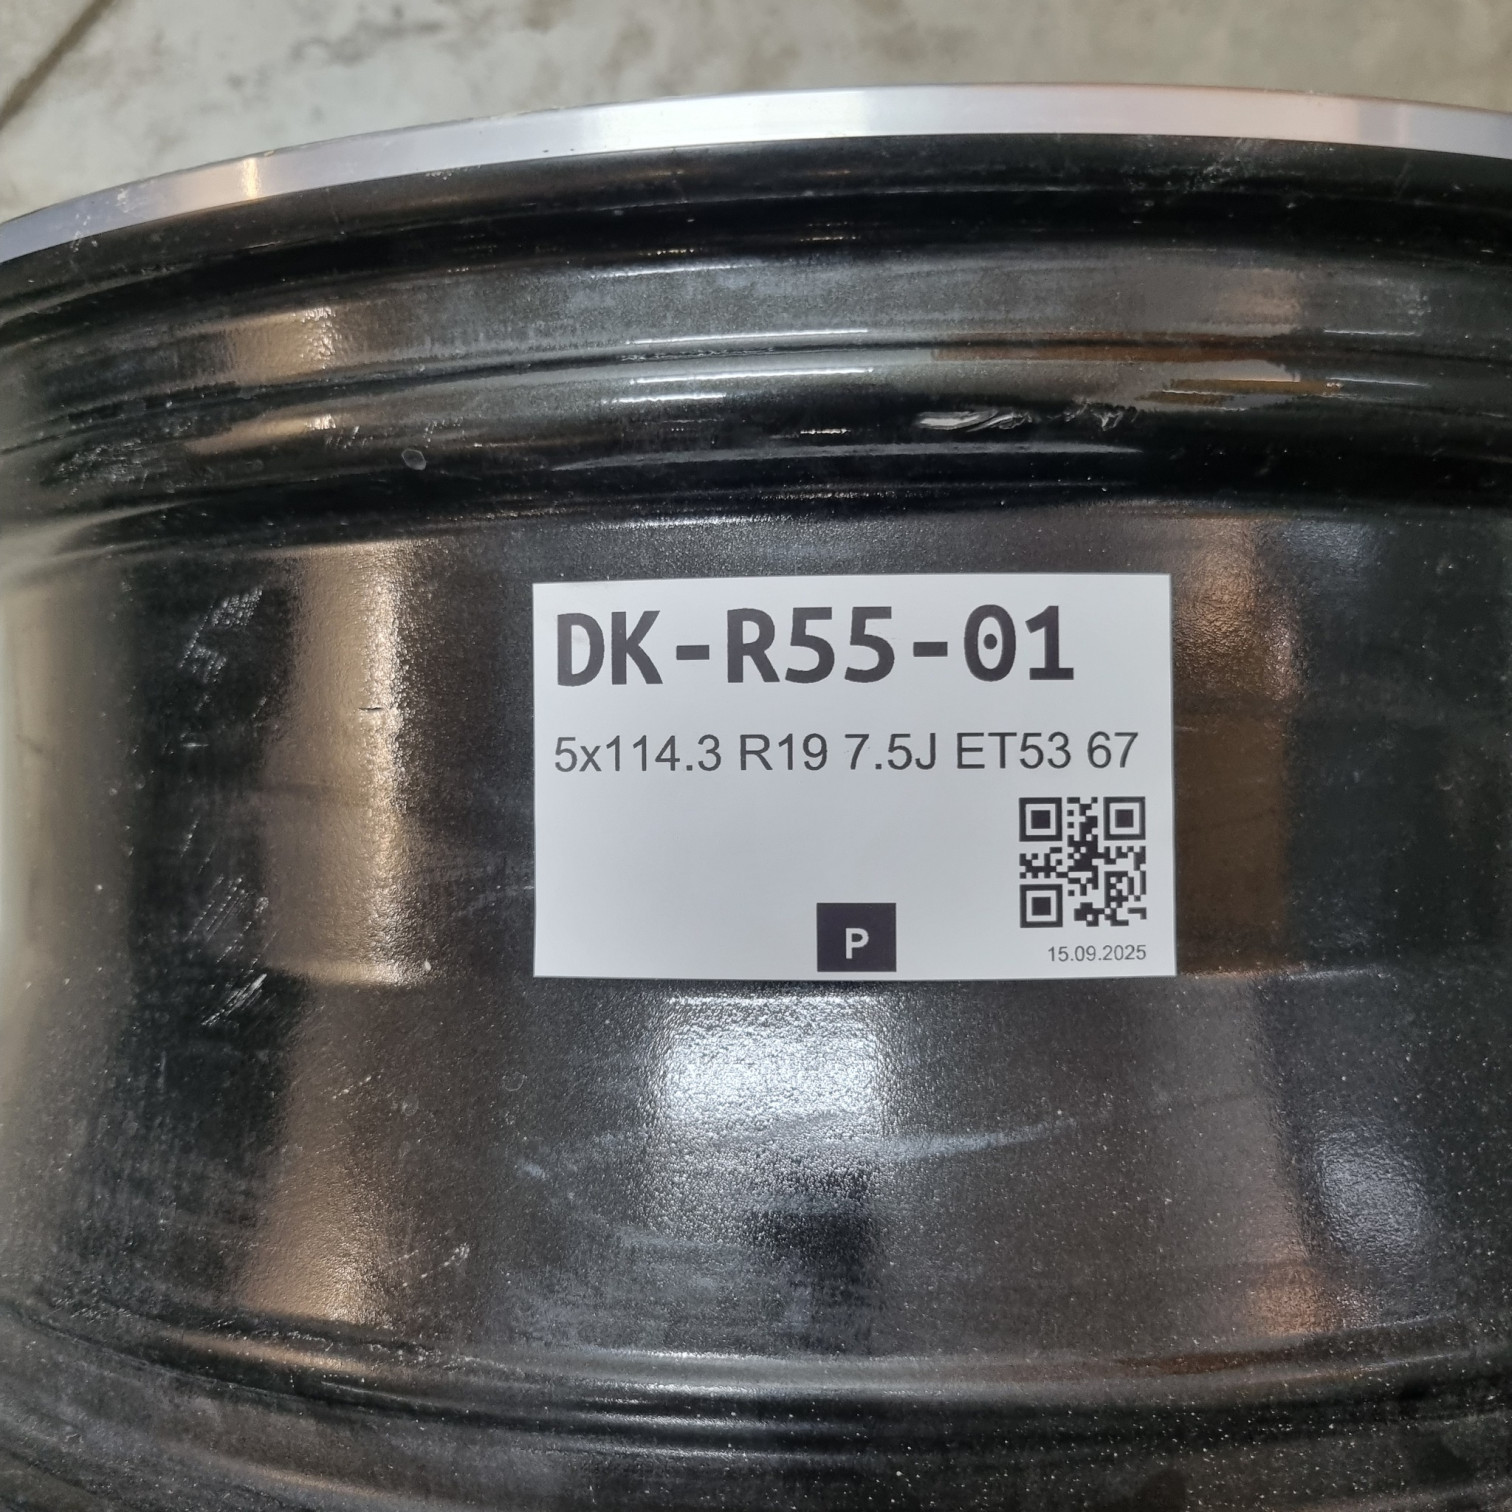 DK-R55-01
5x114.3 R19 7.5J ET53 67
P
15.09.2025